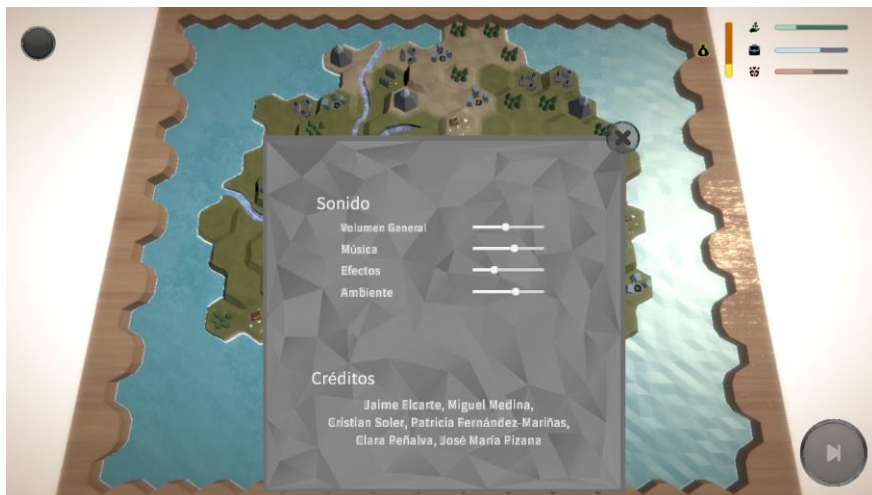 Sonido
Volumen General
Música
Efectos
Ambiente
Créditos
Jaime Elcarte, Miguel Medina,
Cristian Soler, Patricia Fernández-Mariñas,
Clara Peñalva, José María Pizana